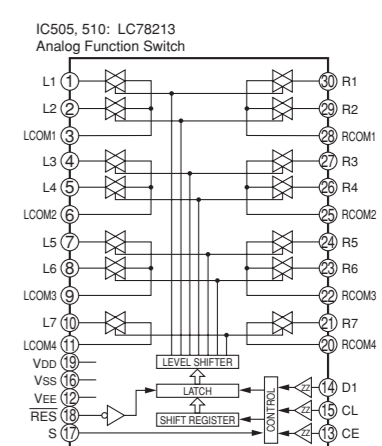 IC505, 510: LC78213
Analog Function Switch
L1 1 30 R1
L2 2 29 R2
LCOM1 3 28 RCOM1
L3 4 27 R3
L4 5 26 R4
LCOM2 6 25 RCOM2
L5 7 24 R5
L6 8 23 R6
LCOM3 9 22 RCOM3
L7 10 21 R7
LCOM4 11 20 RCOM4
VDD 19 LEVEL SHIFTER
VSS 16 LATCH CONTROL ZZ 14 D1
VEE 12 ZZ 15 CL
RES 18 SHIFT REGISTER
S 17 ZZ 13 CE